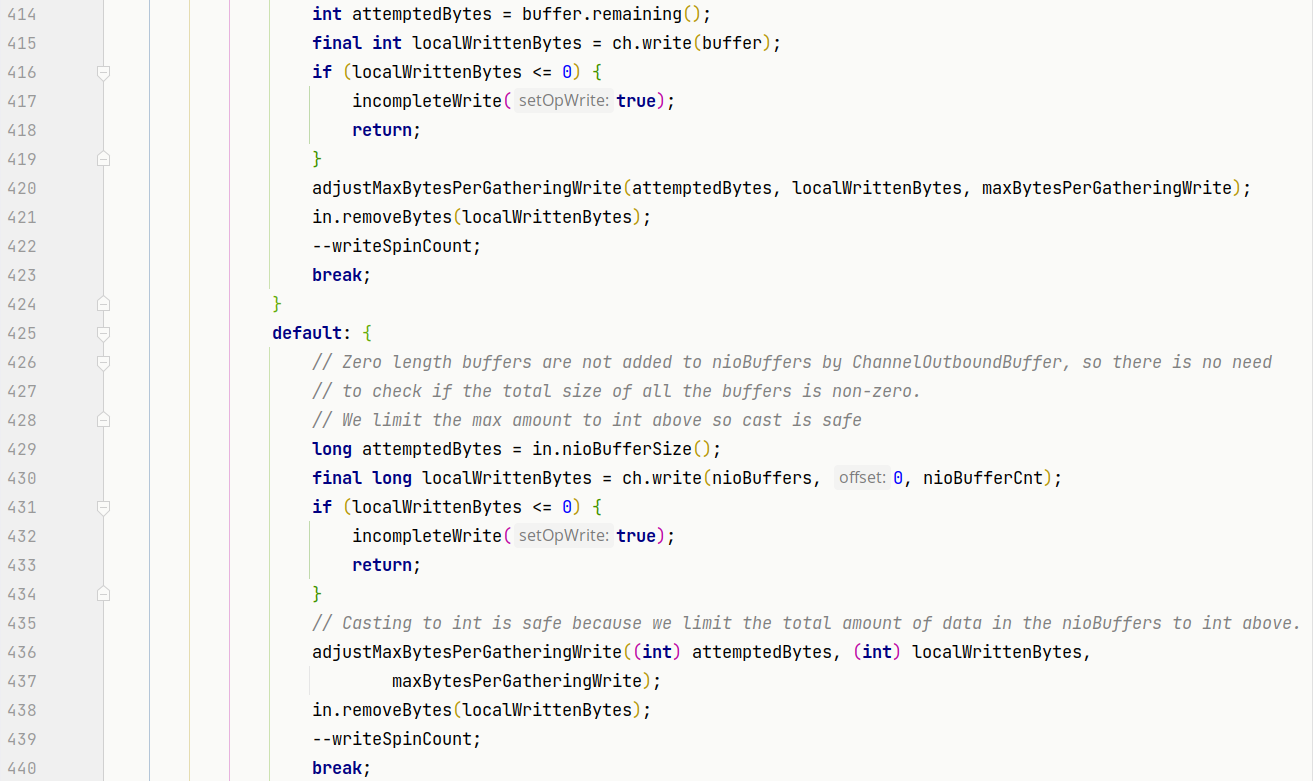 414 int attemptedBytes = buffer.remaining();
415 final int localWrittenBytes = ch.write(buffer);
416 if (localWrittenBytes <= 0) {
417 incompleteWrite( setOpWrite: true);
418 return;
419 }
420 adjustMaxBytesPerGatheringWrite(attemptedBytes, localWrittenBytes, maxBytesPerGatheringWrite);
421 in.removeBytes(localWrittenBytes);
422 --writeSpinCount;
423 break;
424 }
425 default: {
426 // Zero length buffers are not added to nioBuffers by ChannelOutboundBuffer, so there is no need
427 // to check if the total size of all the buffers is non-zero.
428 // We limit the max amount to int above so cast is safe
429 long attemptedBytes = in.nioBufferSize();
430 final long localWrittenBytes = ch.write(nioBuffers, offset: 0, nioBufferCnt);
431 if (localWrittenBytes <= 0) {
432 incompleteWrite( setOpWrite: true);
433 return;
434 }
435 // Casting to int is safe because we limit the total amount of data in the nioBuffers to int above.
436 adjustMaxBytesPerGatheringWrite((int) attemptedBytes, (int) localWrittenBytes,
437 maxBytesPerGatheringWrite);
438 in.removeBytes(localWrittenBytes);
439 --writeSpinCount;
440 break;